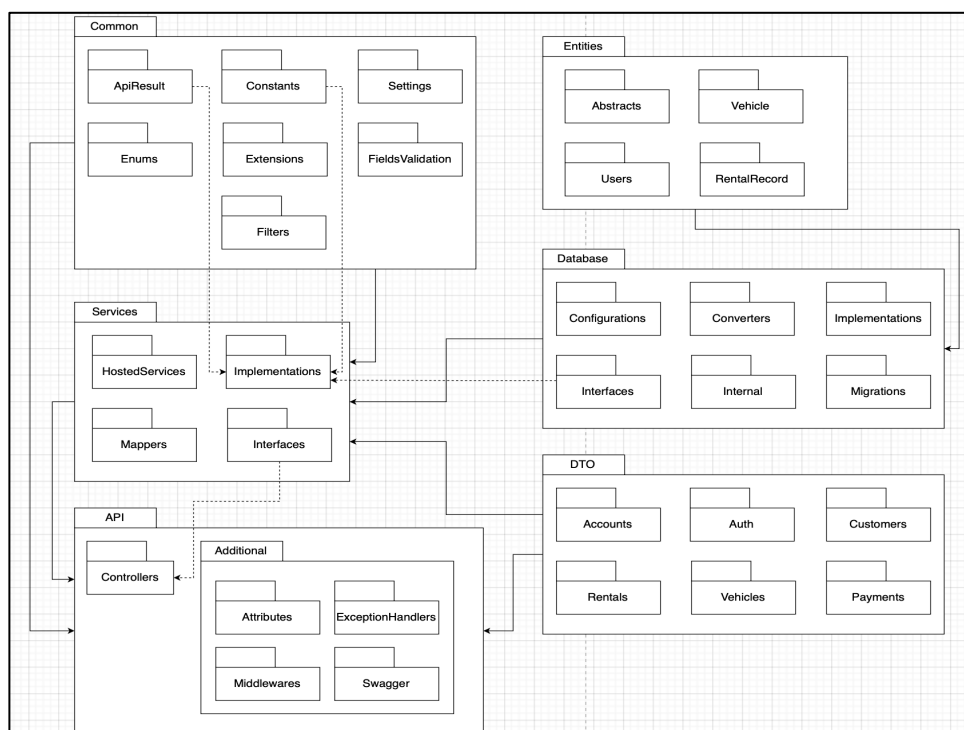 Common
ApiResult
Constants
Settings
Enums
Extensions
FieldsValidation
Filters
Entities
Abstracts
Vehicle
Users
RentalRecord
Services
HostedServices
Implementations
Mappers
Interfaces
Database
Configurations
Converters
Implementations
Interfaces
Internal
Migrations
API
Controllers
Additional
Attributes
ExceptionHandlers
Middlewares
Swagger
DTO
Accounts
Auth
Customers
Rentals
Vehicles
Payments